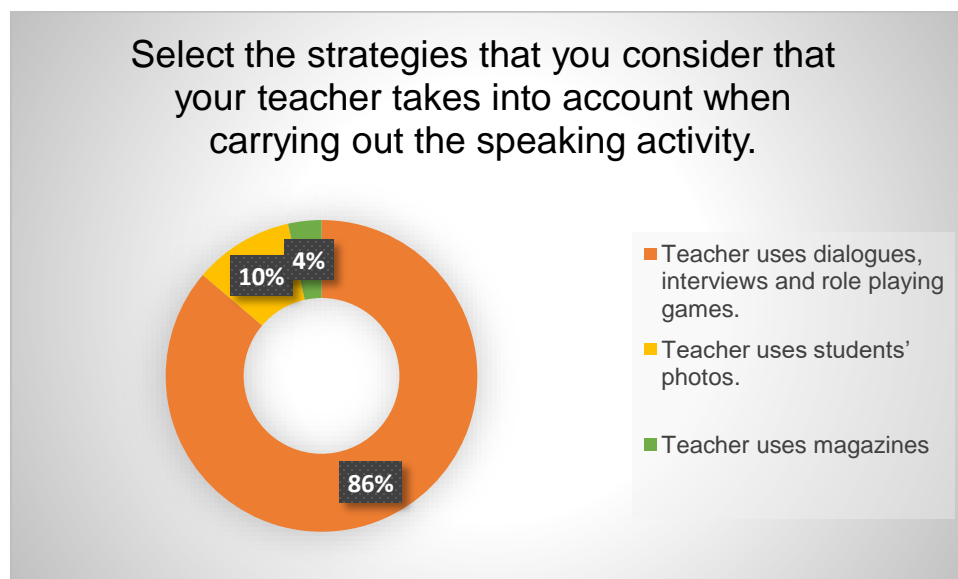 Select the strategies that you consider that
your teacher takes into account when
carrying out the speaking activity.
4%
10%
86%
Teacher uses dialogues,
interviews and role playing
games.
Teacher uses students’
photos.
Teacher uses magazines